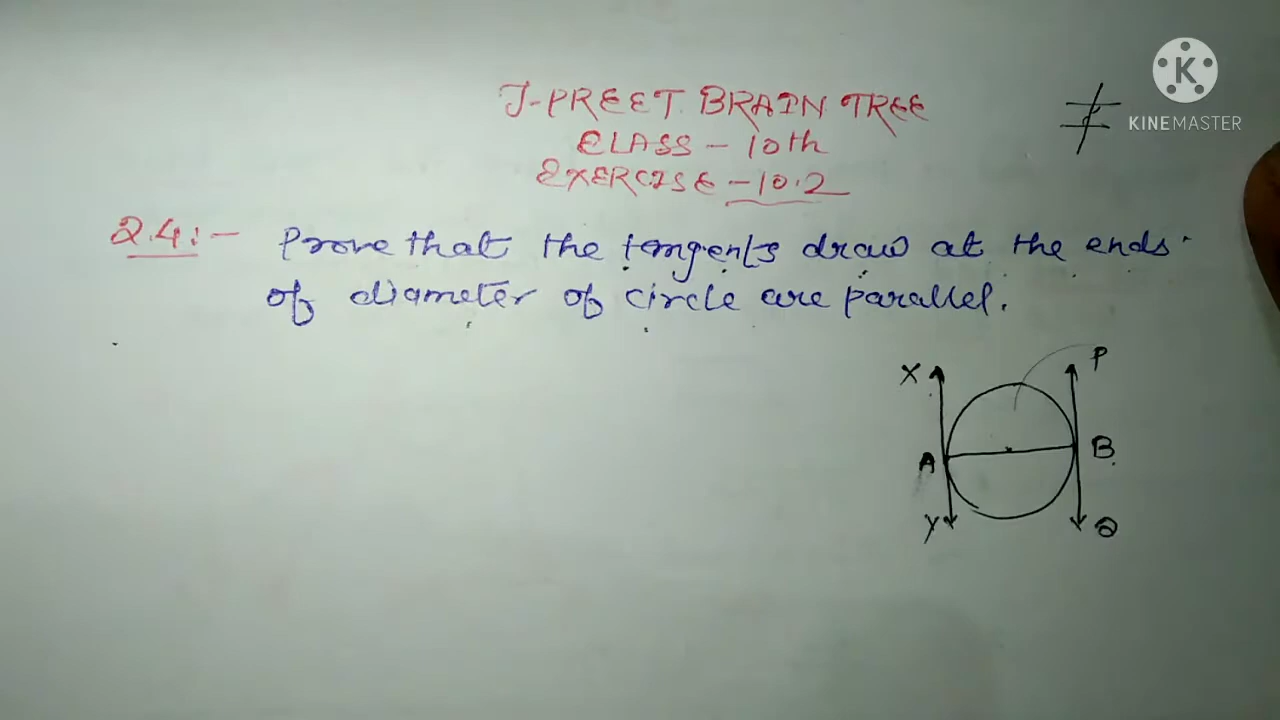 J-PREET BRAIN TREE
CLASS - 10th
EXERCISE - 10.2
Q.4:- Prove that the tangents draw at the ends
of diameter of circle are parallel.
X P
A B
Y Q
K
KINEMASTER